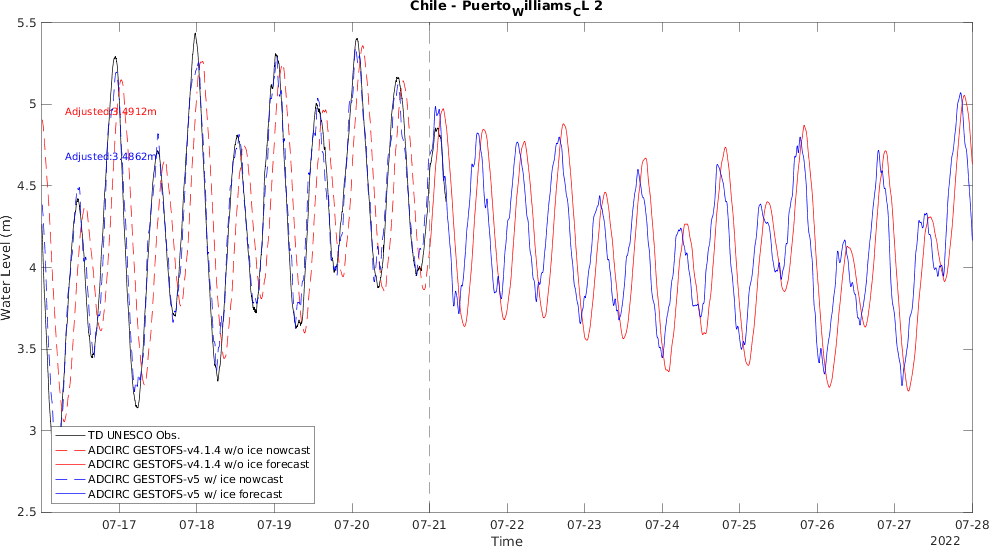 Chile - Puerto_Williams_CL 2
5.5
5
4.5
4
3.5
3
2.5
Water Level (m)
Adjusted:3.4912m
Adjusted:3.4862m
TD UNESCO Obs.
ADCIRC GESTOFS-v4.1.4 w/o ice nowcast
ADCIRC GESTOFS-v4.1.4 w/o ice forecast
ADCIRC GESTOFS-v5 w/ ice nowcast
ADCIRC GESTOFS-v5 w/ ice forecast
07-17 07-18 07-19 07-20 07-21 07-22 07-23 07-24 07-25 07-26 07-27 07-28
Time
2022